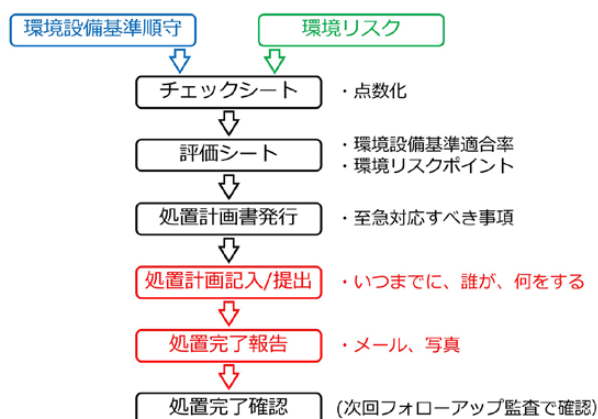 環境設備基準順守 環境リスク
チェックシート ・点数化
評価シート ・環境設備基準適合率
・環境リスクポイント
処置計画書発行 ・至急対応すべき事項
処置計画記入/提出 ・いつまでに、誰が、何をする
処置完了報告 ・メール、写真
処置完了確認 (次回フォローアップ監査で確認)